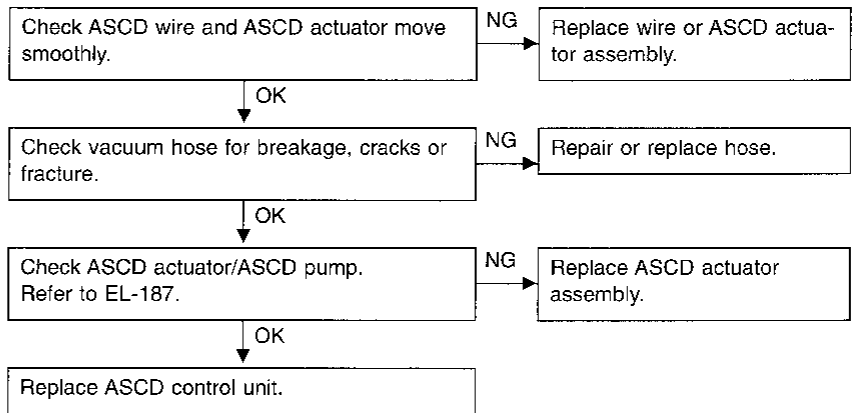 Check ASCD wire and ASCD actuator move
smoothly.
NG
Replace wire or ASCD actua-
tor assembly.
OK
Check vacuum hose for breakage, cracks or
fracture.
NG
Repair or replace hose.
OK
Check ASCD actuator/ASCD pump.
Refer to EL-187.
NG
Replace ASCD actuator
assembly.
OK
Replace ASCD control unit.